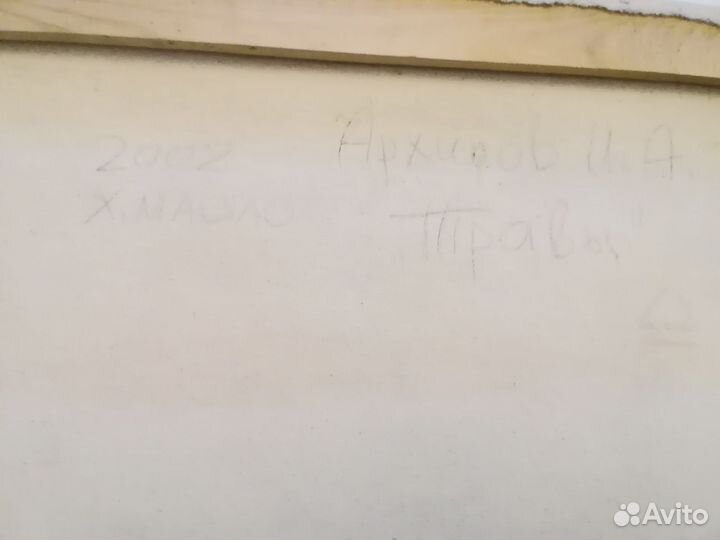 2002 Архипов И. А.
х. масло "Травы"
Avito